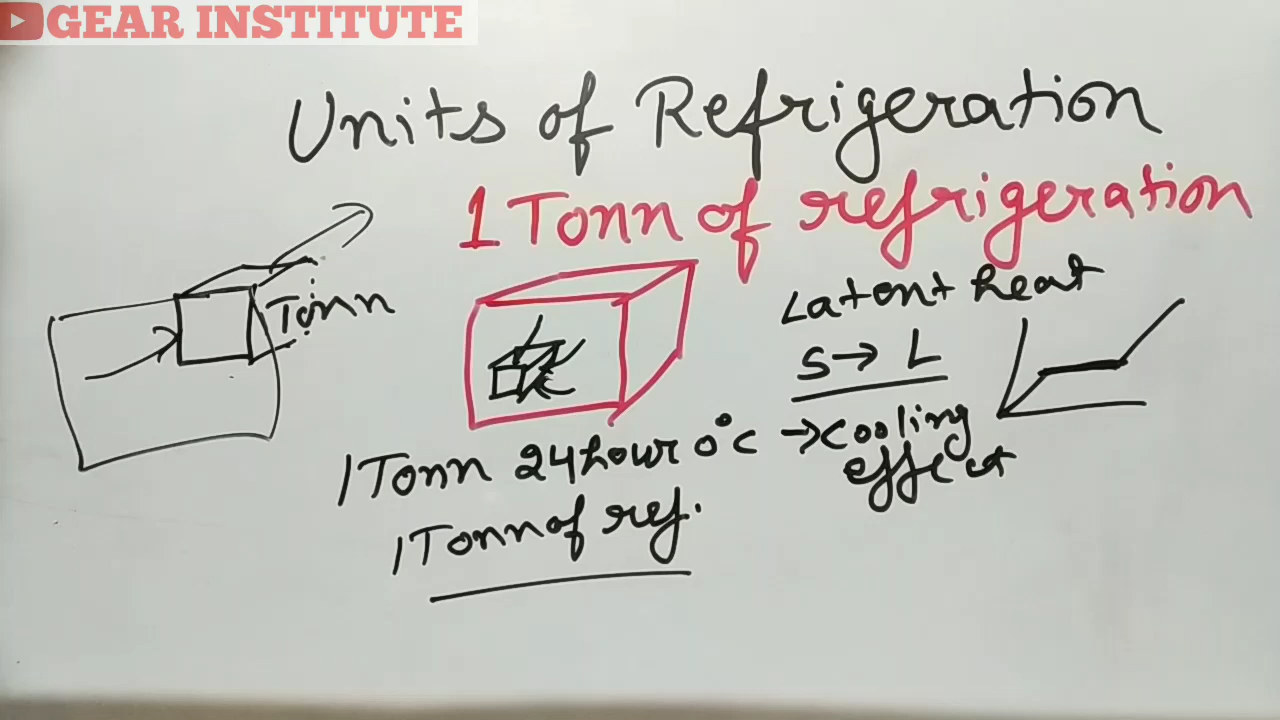 GEAR INSTITUTE
Units of Refrigeration
1 Tonn of refrigeration
Tonn
Latent heat
S → L
1 Tonn 24 hour 0°C → cooling effect
1 Tonn of ref.